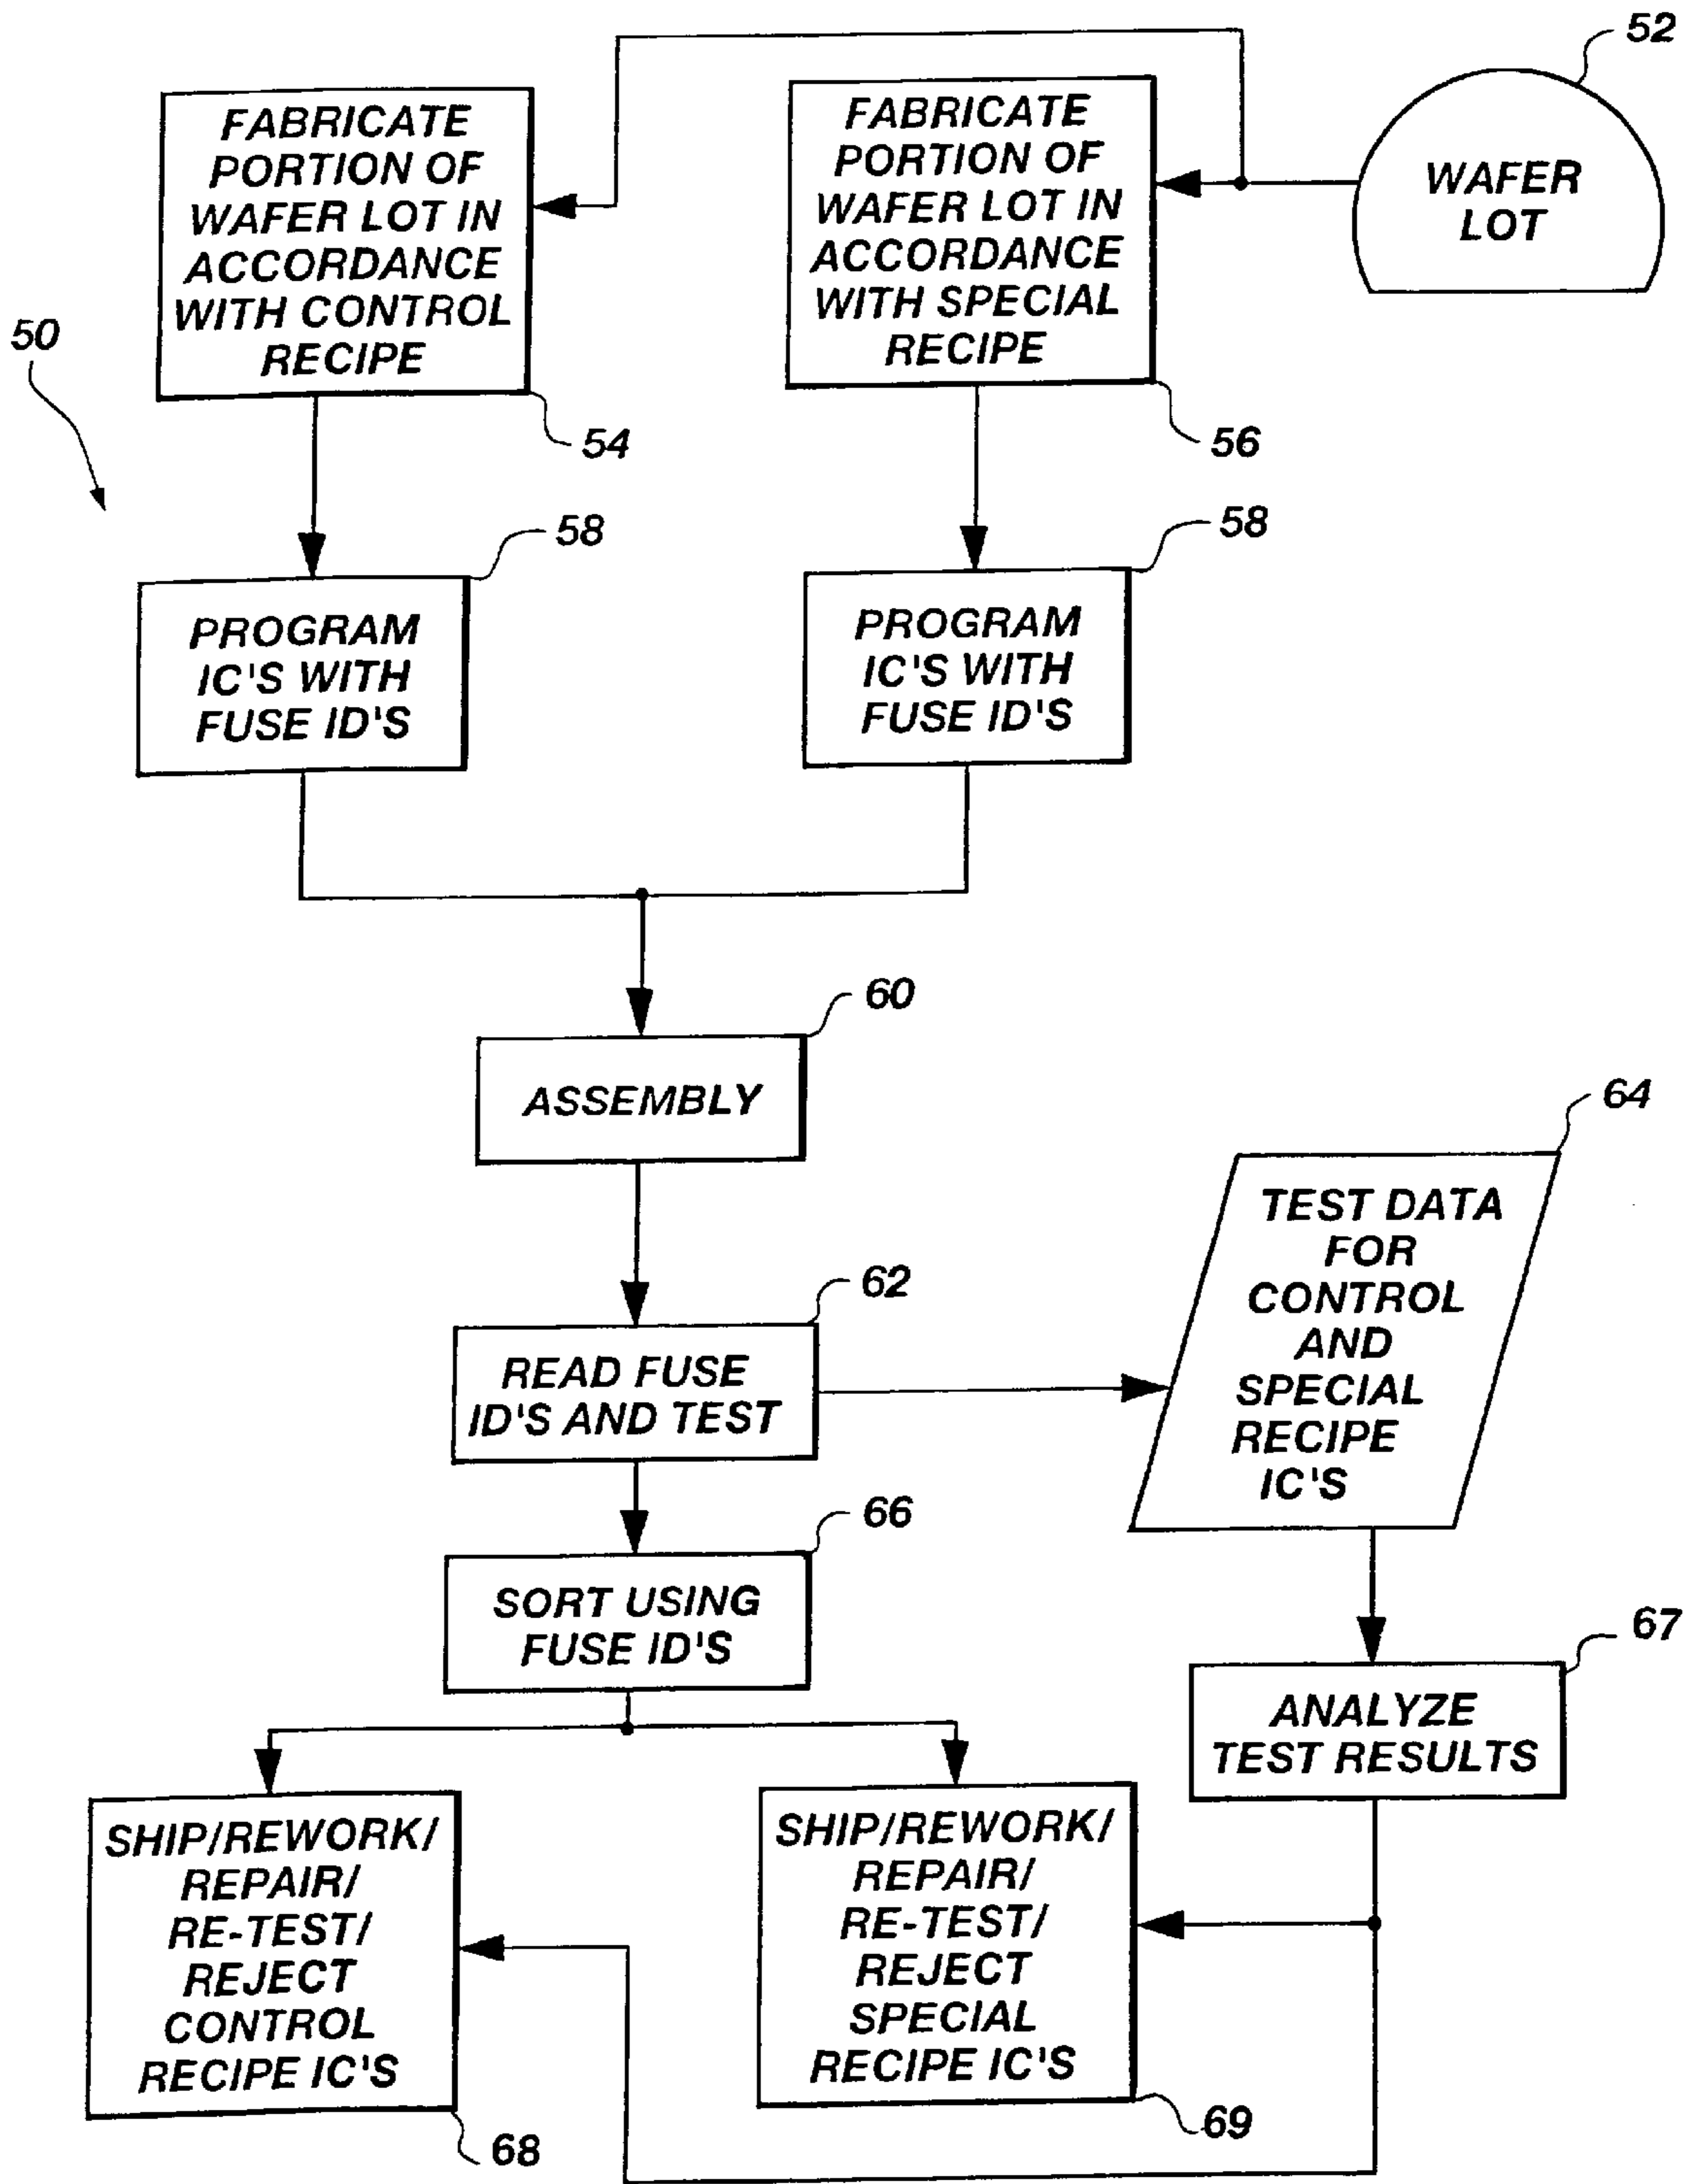 52
WAFER
LOT
FABRICATE
PORTION OF
WAFER LOT IN
ACCORDANCE
WITH CONTROL
RECIPE
54
FABRICATE
PORTION OF
WAFER LOT IN
ACCORDANCE
WITH SPECIAL
RECIPE
56
50
58
PROGRAM
IC'S WITH
FUSE ID'S
58
PROGRAM
IC'S WITH
FUSE ID'S
60
ASSEMBLY
62
READ FUSE
ID'S AND TEST
64
TEST DATA
FOR
CONTROL
AND
SPECIAL
RECIPE
IC'S
66
SORT USING
FUSE ID'S
67
ANALYZE
TEST RESULTS
SHIP/REWORK/
REPAIR/
RE-TEST/
REJECT
CONTROL
RECIPE IC'S
68
SHIP/REWORK/
REPAIR/
RE-TEST/
REJECT
SPECIAL
RECIPE IC'S
69